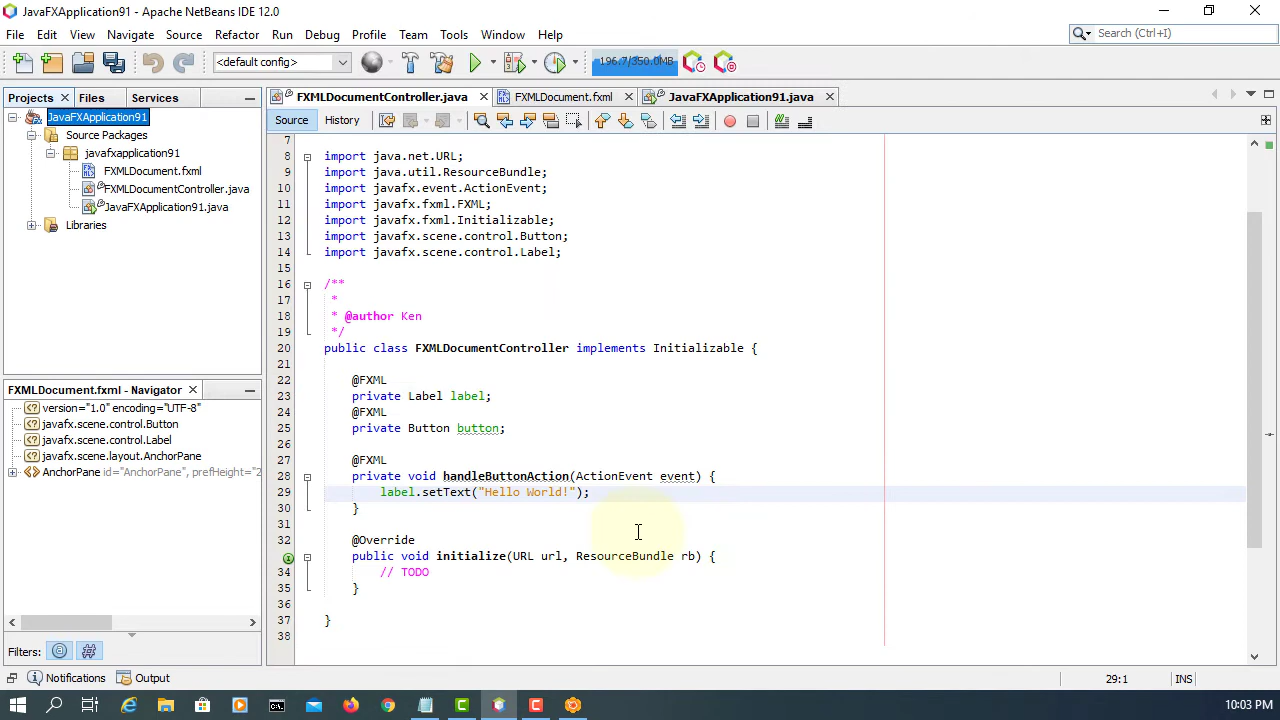 JavaFXApplication91 - Apache NetBeans IDE 12.0
File Edit View Navigate Source Refactor Run Debug Profile Team Tools Window Help
Search (Ctrl+I)
<default config>
196.7/350.0MB
Projects Files Services
FXMLDocumentController.java FXMLDocument.fxml JavaFXApplication91.java
Source History
JavaFXApplication91
Source Packages
javafxapplication91
FXMLDocument.fxml
FXMLDocumentController.java
JavaFXApplication91.java
Libraries
FXMLDocument.fxml - Navigator
version="1.0" encoding="UTF-8"
javafx.scene.control.Button
javafx.scene.control.Label
javafx.scene.layout.AnchorPane
AnchorPane id="AnchorPane", prefHeight="2
Filters:
7
8 import java.net.URL;
9 import java.util.ResourceBundle;
10 import javafx.event.ActionEvent;
11 import javafx.fxml.FXML;
12 import javafx.fxml.Initializable;
13 import javafx.scene.control.Button;
14 import javafx.scene.control.Label;
15
16 /**
17 *
18 * @author Ken
19 */
20 public class FXMLDocumentController implements Initializable {
21
22 @FXML
23 private Label label;
24 @FXML
25 private Button button;
26
27 @FXML
28 private void handleButtonAction(ActionEvent event) {
29 label.setText("Hello World!");
30 }
31
32 @Override
public void initialize(URL url, ResourceBundle rb) {
34 // TODO
35 }
36
37 }
38
Notifications Output
29:1 INS
10:03 PM